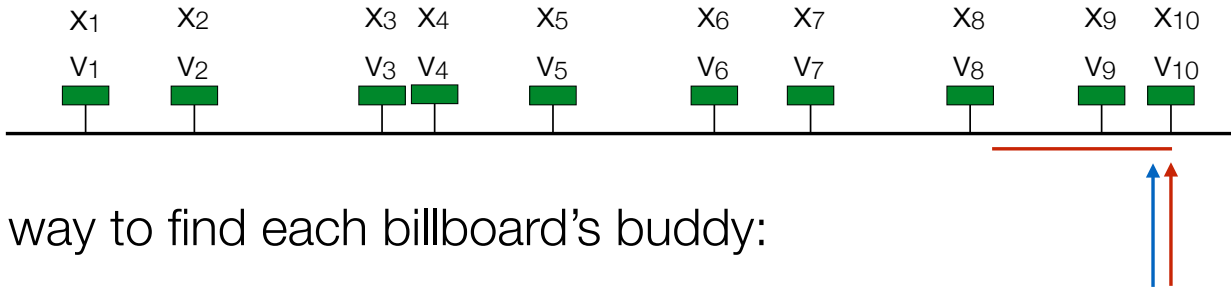 x1 x2 x3 x4 x5 x6 x7 x8 x9 x10
v1 v2 v3 v4 v5 v6 v7 v8 v9 v10
way to find each billboard’s buddy: